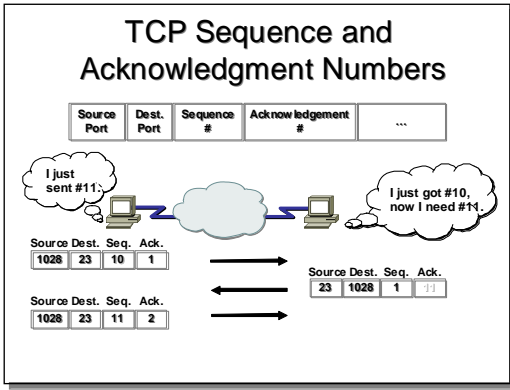 TCP Sequence and
Acknowledgment Numbers
Source Port Dest. Port Sequence # Acknowledgement # ...
I just
sent #11.
I just got #10,
now I need #11.
Source Dest. Seq. Ack.
1028 23 10 1
Source Dest. Seq. Ack.
23 1028 1 11
Source Dest. Seq. Ack.
1028 23 11 2